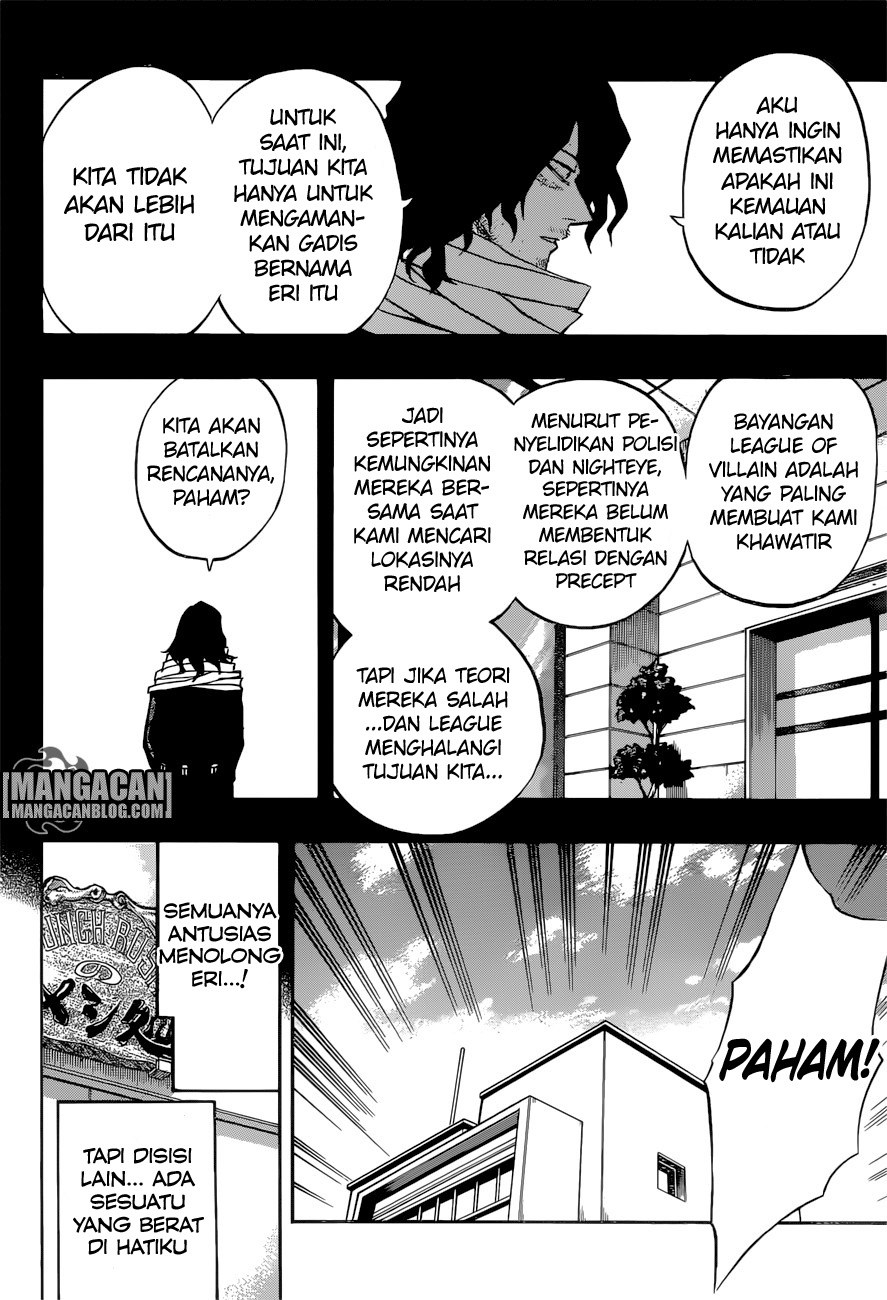 AKU
HANYA INGIN
MEMASTIKAN
APAKAH INI
KEMAUAN
KALIAN ATAU
TIDAK
UNTUK
SAAT INI,
TUJUAN KITA
HANYA UNTUK
MENGAMAN-
KAN GADIS
BERNAMA
ERI ITU
KITA TIDAK
AKAN LEBIH
DARI ITU
BAYANGAN
LEAGUE OF
VILLAIN ADALAH
YANG PALING
MEMBUAT KAMI
KHAWATIR
MENURUT PE-
NYELIDIKAN POLISI
DAN NIGHTEYE,
SEPERTINYA
MEREKA BELUM
MEMBENTUK
RELASI DENGAN
PRECEPT
JADI
SEPERTINYA
KEMUNGKINAN
MEREKA BER-
SAMA SAAT
KAMI MENCARI
LOKASINYA
RENDAH
TAPI JIKA TEORI
MEREKA SALAH
...DAN LEAGUE
MENGHALANGI
TUJUAN KITA...
KITA AKAN
BATALKAN
RENCANANYA,
PAHAM?
[MANGACAN]
MANGACANBLOG.COM
PAHAM!
SEMUANYA
ANTUSIAS
MENOLONG
ERI...!
メシ処
TAPI DISISI
LAIN... ADA
SESUATU
YANG BERAT
DI HATIKU